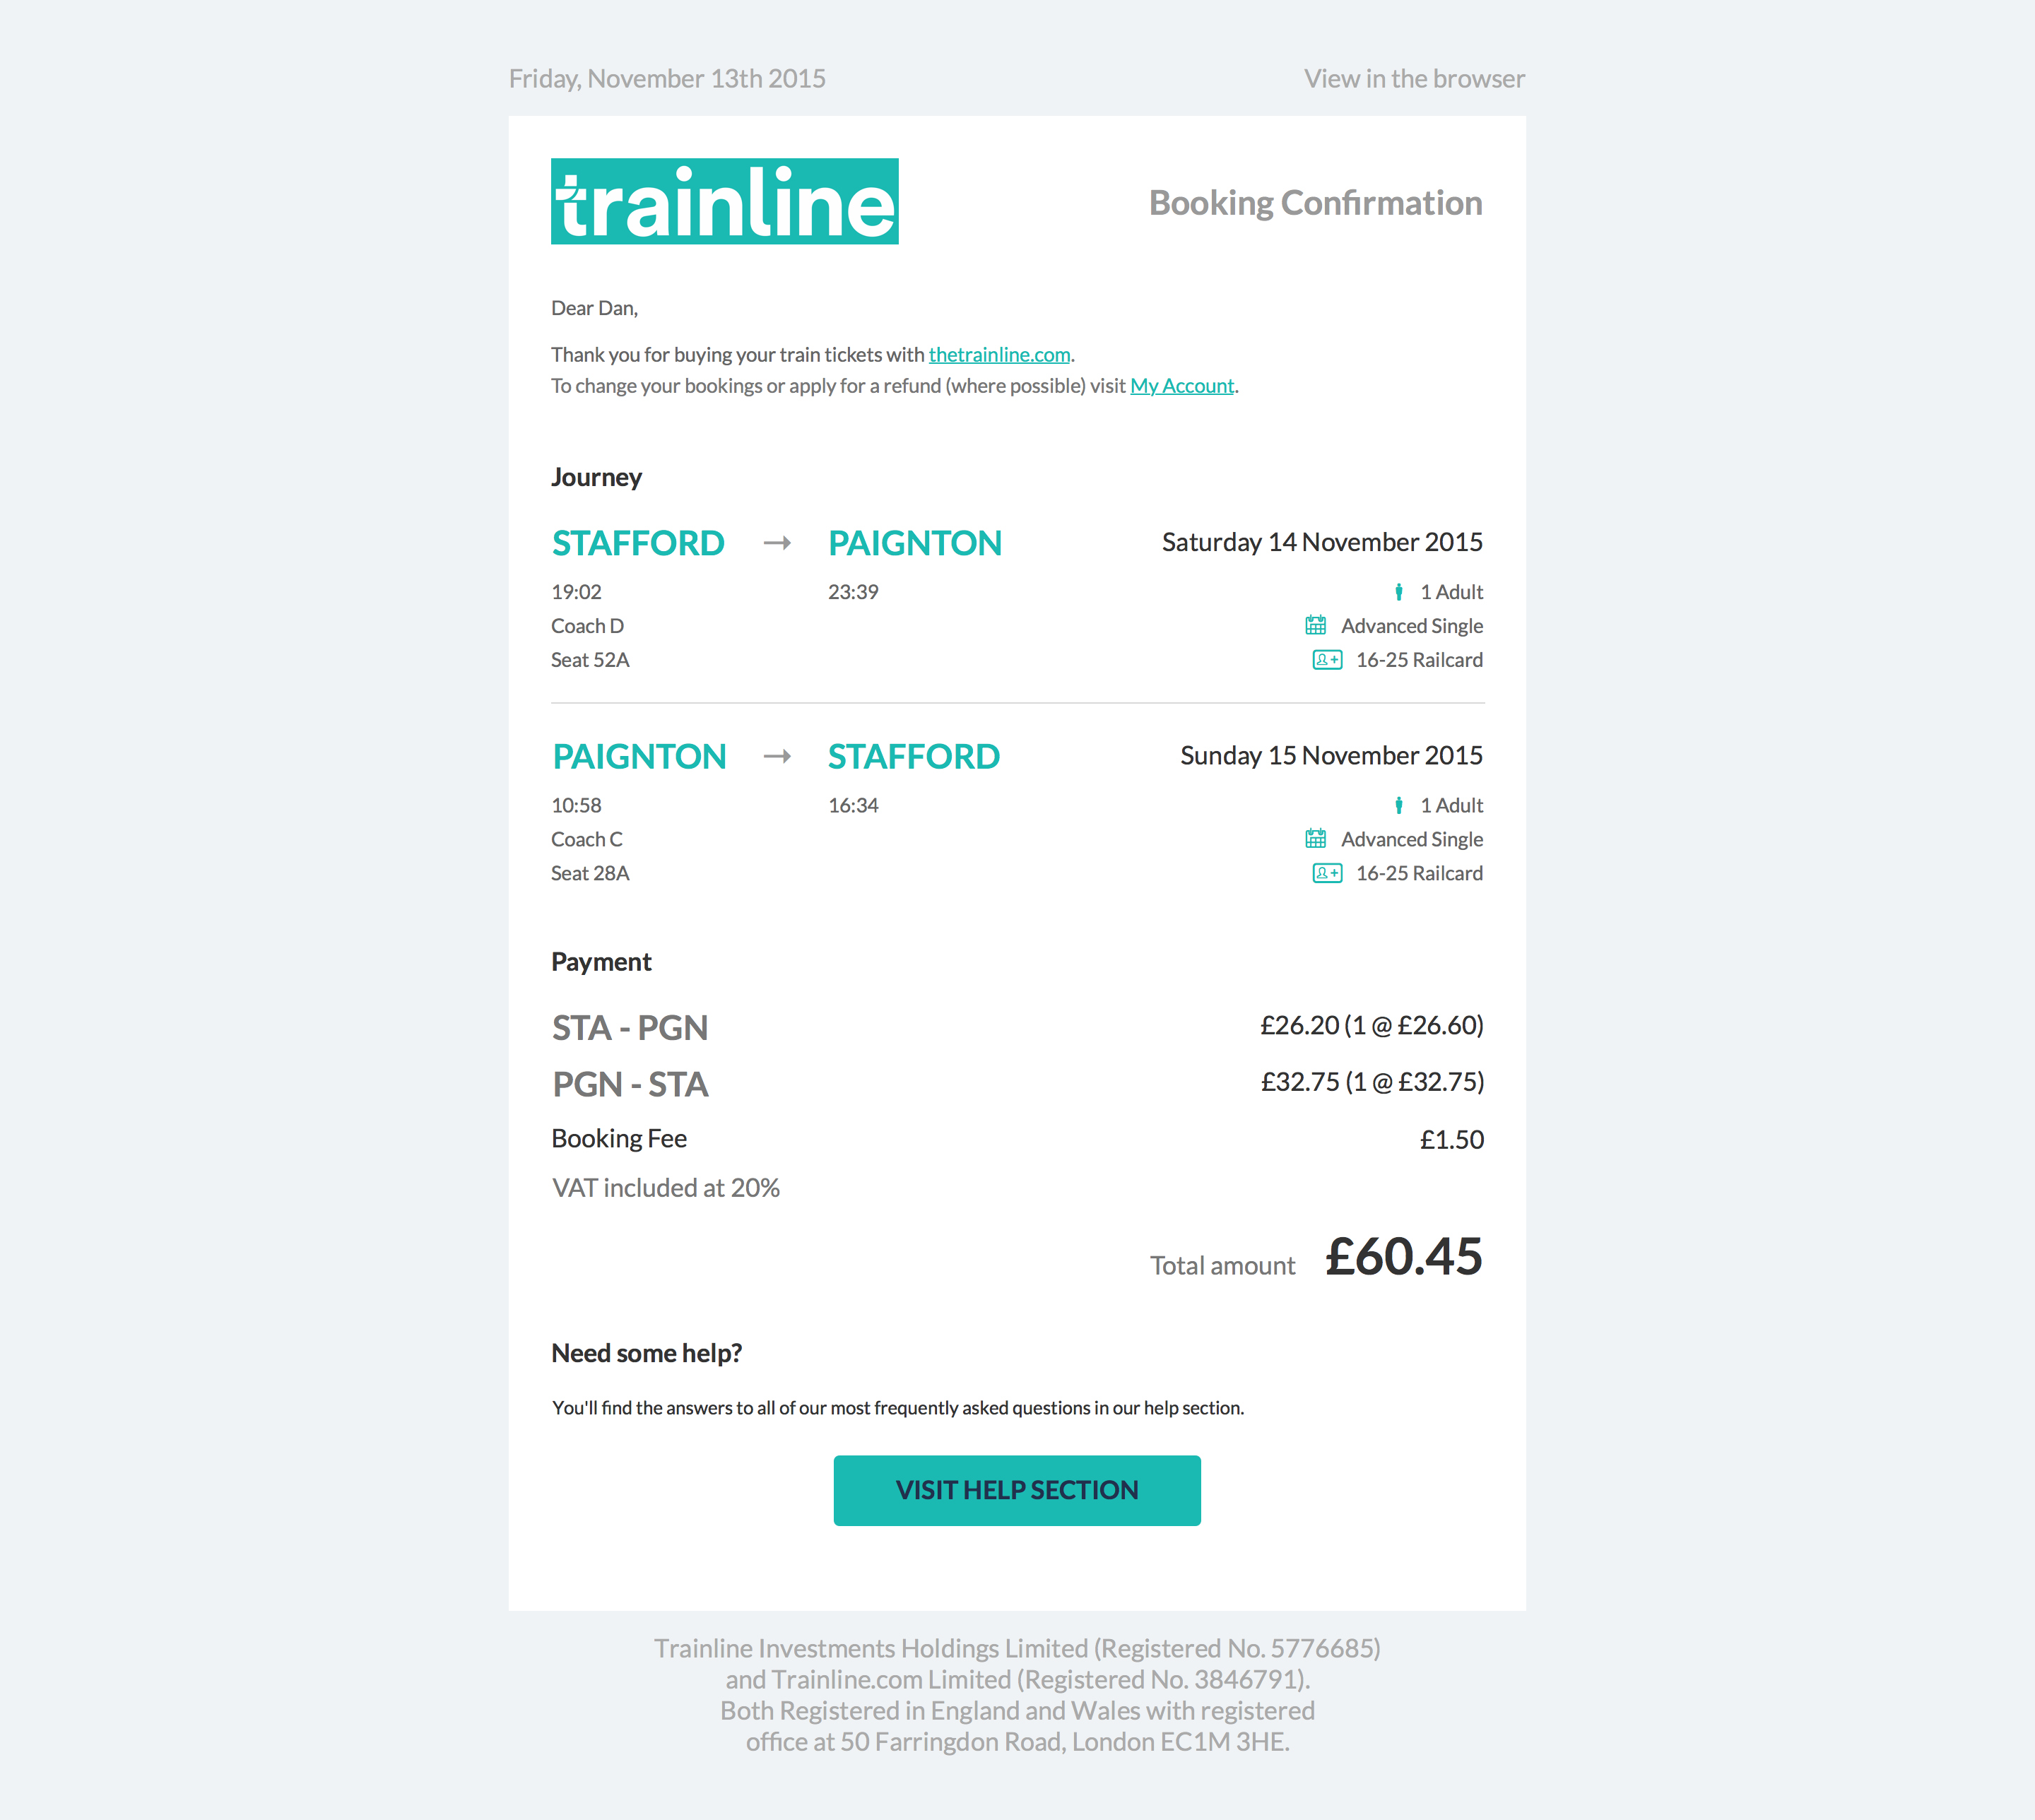 Friday, November 13th 2015 View in the browser
trainline Booking Confirmation
Dear Dan,
Thank you for buying your train tickets with thetrainline.com.
To change your bookings or apply for a refund (where possible) visit My Account.
Journey
STAFFORD → PAIGNTON Saturday 14 November 2015
19:02 23:39 1 Adult
Coach D Advanced Single
Seat 52A 16-25 Railcard
PAIGNTON → STAFFORD Sunday 15 November 2015
10:58 16:34 1 Adult
Coach C Advanced Single
Seat 28A 16-25 Railcard
Payment
STA - PGN £26.20 (1 @ £26.60)
PGN - STA £32.75 (1 @ £32.75)
Booking Fee £1.50
VAT included at 20%
Total amount £60.45
Need some help?
You'll find the answers to all of our most frequently asked questions in our help section.
VISIT HELP SECTION
Trainline Investments Holdings Limited (Registered No. 5776685)
and Trainline.com Limited (Registered No. 3846791).
Both Registered in England and Wales with registered
office at 50 Farringdon Road, London EC1M 3HE.